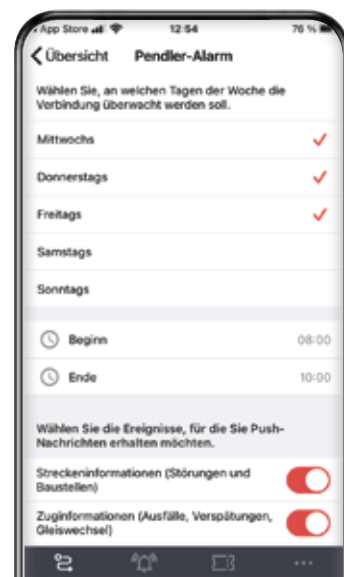 App Store 12:54 76 %
Übersicht Pendler-Alarm
Wählen Sie, an welchen Tagen der Woche die
Verbindung überwacht werden soll.
Mittwochs
Donnerstags
Freitags
Samstags
Sonntags
Beginn 08:00
Ende 10:00
Wählen Sie die Ereignisse, für die Sie Push-
Nachrichten erhalten möchten.
Streckeninformationen (Störungen und
Baustellen)
Zuginformationen (Ausfälle, Verspätungen,
Gleiswechsel)